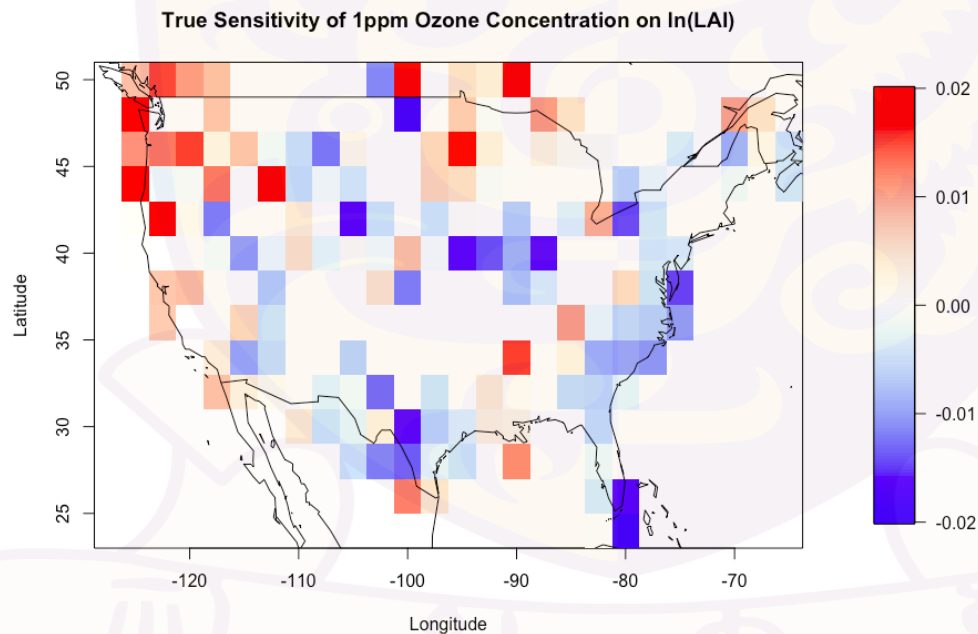 True Sensitivity of 1ppm Ozone Concentration on ln(LAI)
50
45
40
35
30
25
Latitude
-120 -110 -100 -90 -80 -70
Longitude
0.02
0.01
0.00
-0.01
-0.02